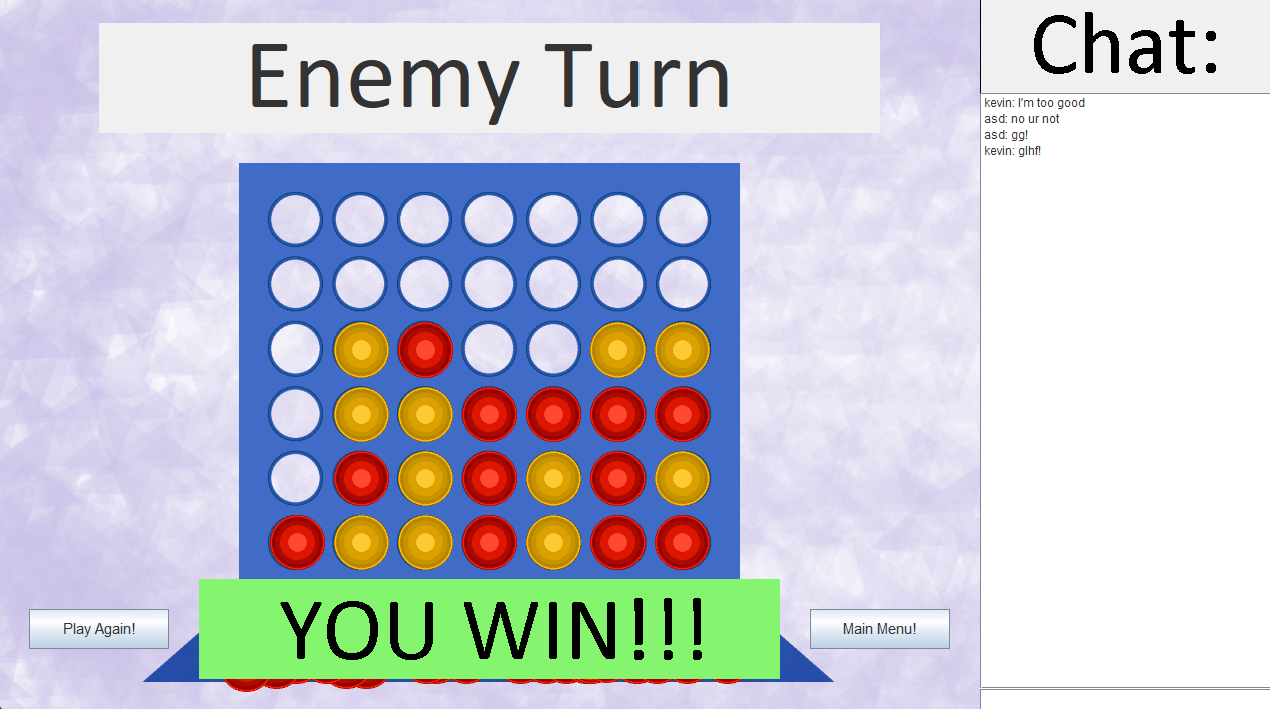 Enemy Turn
Chat:
kevin: I'm too good
asd: no ur not
asd: gg!
kevin: glhf!
Play Again!
YOU WIN!!!
Main Menu!